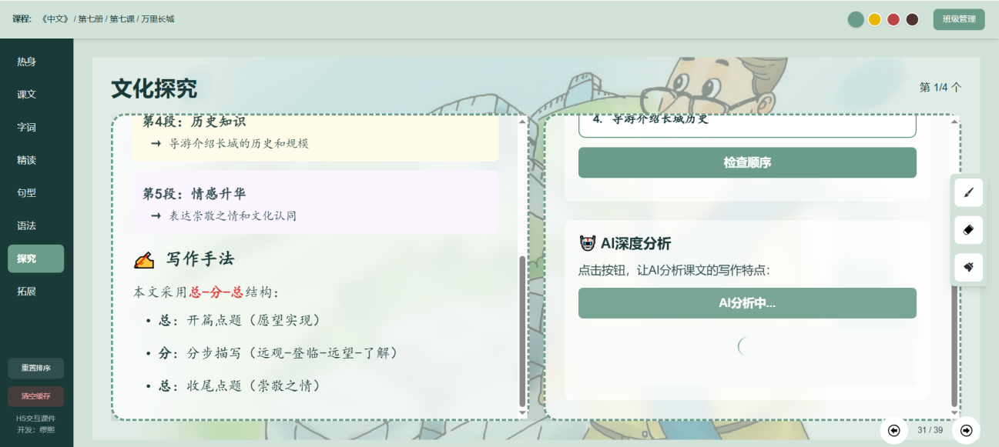 课程: 《中文》 / 第七册 / 第七课 / 万里长城
班级管理
热身
课文
字词
精读
句型
语法
探究
拓展
重置排序
清空缓存
H5交互课件
开发：缪熙
文化探究
第 1/4 个
第4段：历史知识
→ 导游介绍长城的历史和规模
第5段：情感升华
→ 表达崇敬之情和文化认同
写作手法
本文采用总-分-总结构：
• 总：开篇点题（愿望实现）
• 分：分步描写（远观-登临-远望-了解）
• 总：收尾点题（崇敬之情）
4. 导游介绍长城历史
检查顺序
AI深度分析
点击按钮，让AI分析课文的写作特点：
AI分析中...
31 / 39